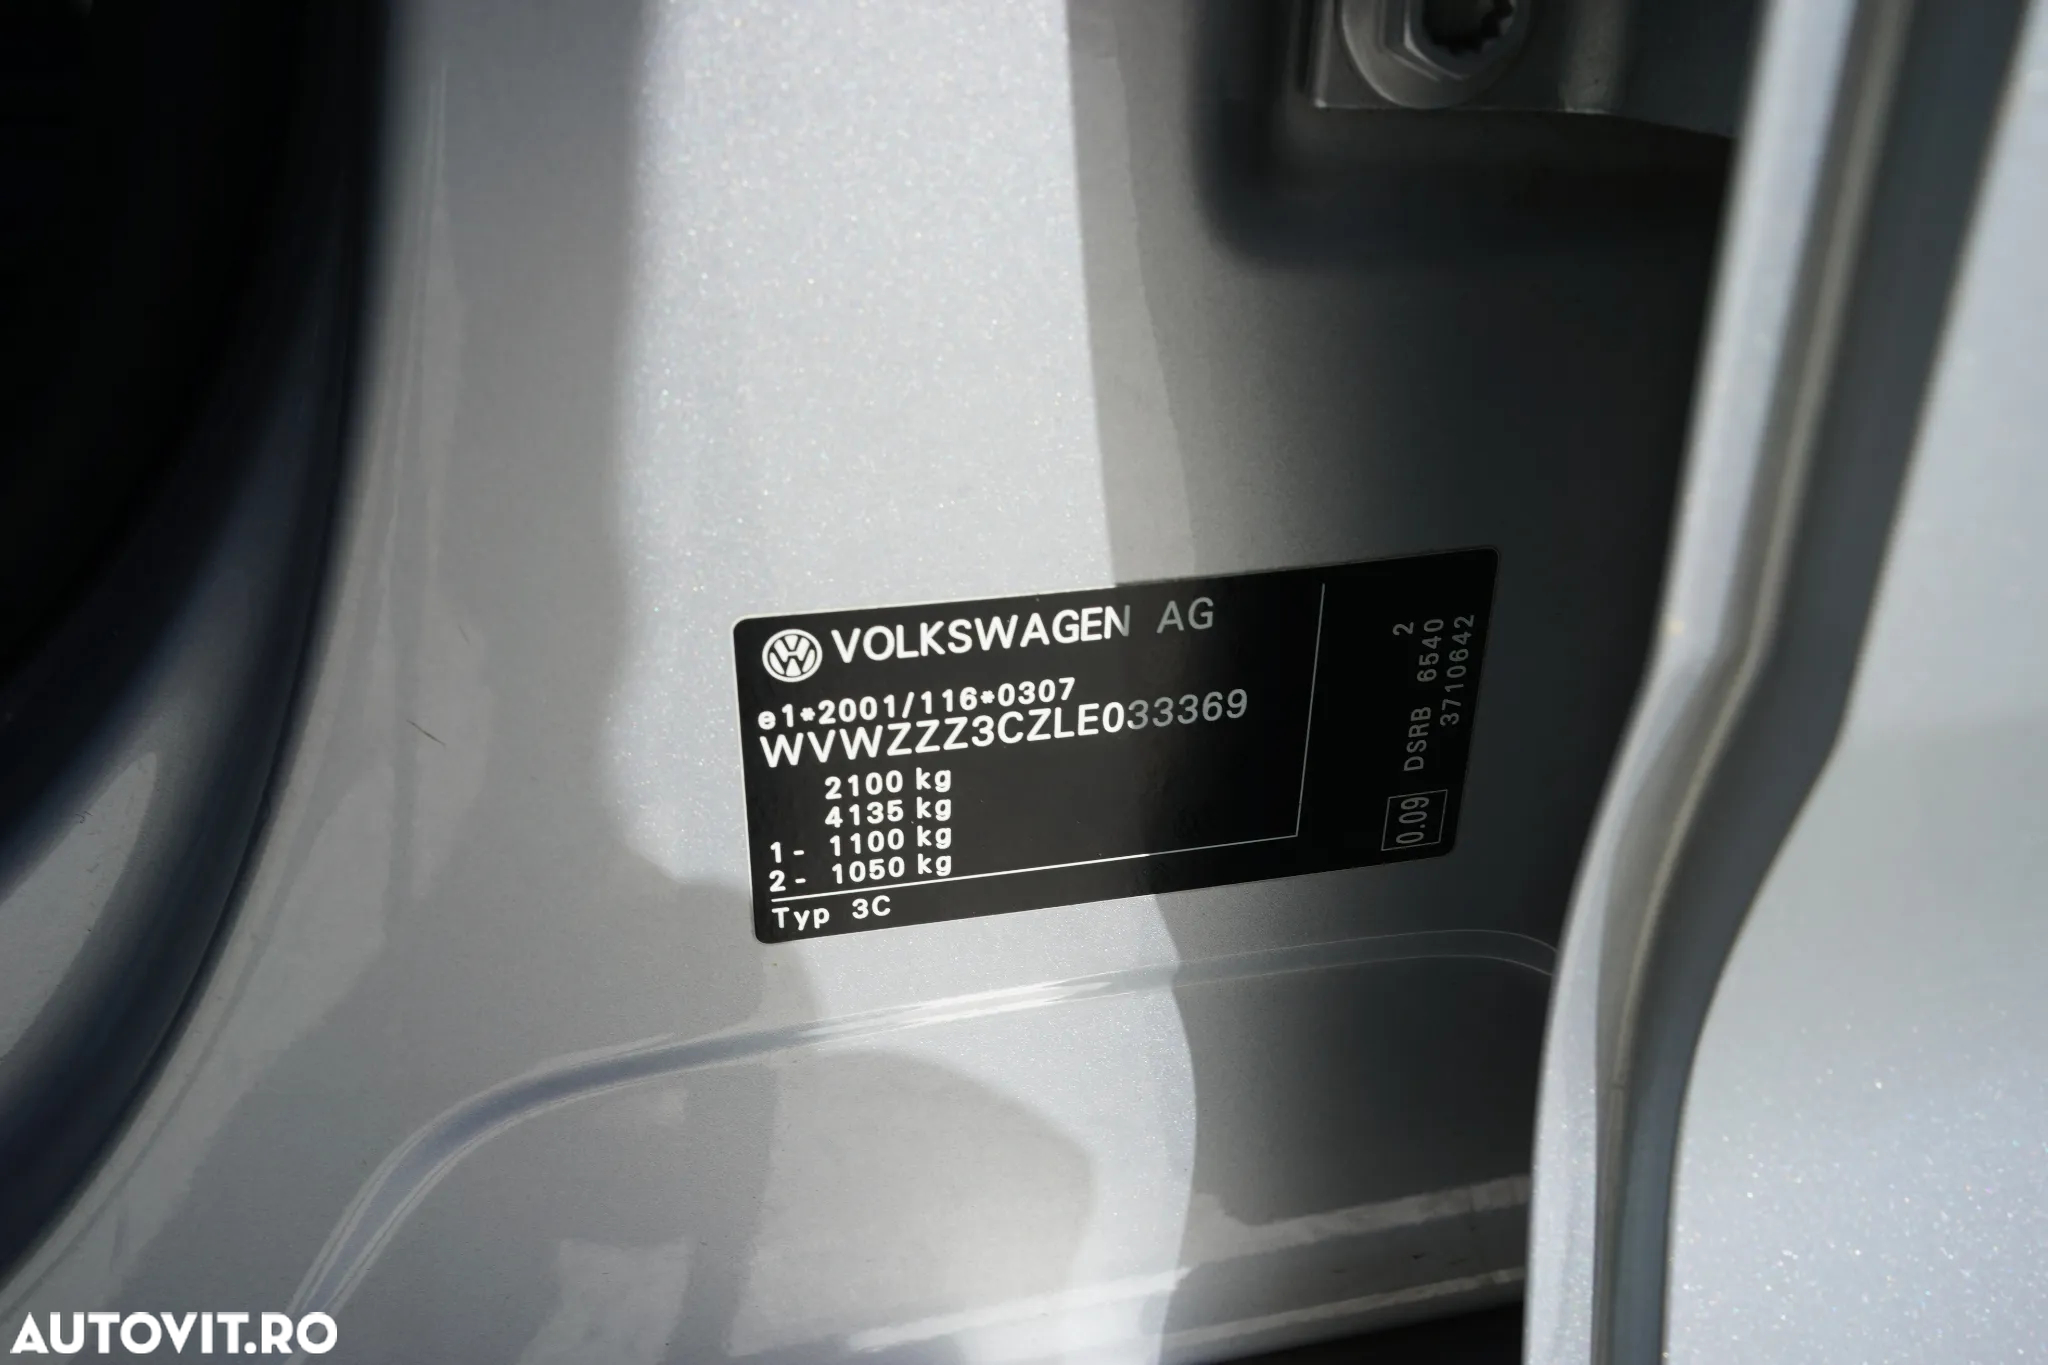 VOLKSWAGEN AG
e1*2001/116*0307
WVWZZZ3CZLE033369
2100 kg
4135 kg
1- 1100 kg
2- 1050 kg
Typ 3C
2
DSRB 6540
3710642
0.09
AUTOVIT.RO